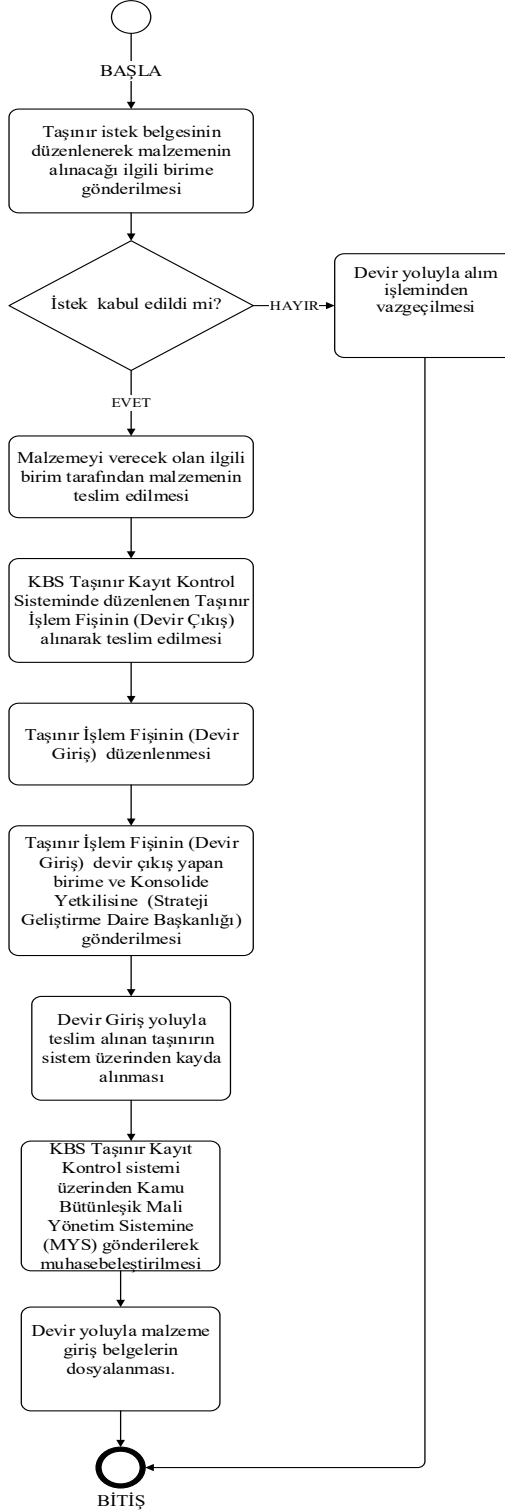 BAŞLA
Taşınır istek belgesinin
düzenlenerek malzemenin
alınacağı ilgili birime
gönderilmesi
İstek kabul edildi mi?
HAYIR
Devir yoluyla alım
işleminden
vazgeçilmesi
EVET
Malzemeyi verecek olan ilgili
birim tarafından malzemenin
teslim edilmesi
KBS Taşınır Kayıt Kontrol
Sisteminde düzenlenen Taşınır
İşlem Fişinin (Devir Çıkış)
alınarak teslim edilmesi
Taşınır İşlem Fişinin (Devir
Giriş) düzenlenmesi
Taşınır İşlem Fişinin (Devir
Giriş) devir çıkış yapan
birime ve Konsolide
Yetkilisine (Strateji
Geliştirme Daire Başkanlığı)
gönderilmesi
Devir Giriş yoluyla
teslim alınan taşınırın
sistem üzerinden kayda
alınması
KBS Taşınır Kayıt
Kontrol sistemi
üzerinden Kamu
Bütünleşik Mali
Yönetim Sistemine
(MYS) gönderilerek
muhasebeleştirilmesi
Devir yoluyla malzeme
giriş belgelerin
dosyalanması.
BİTİŞ